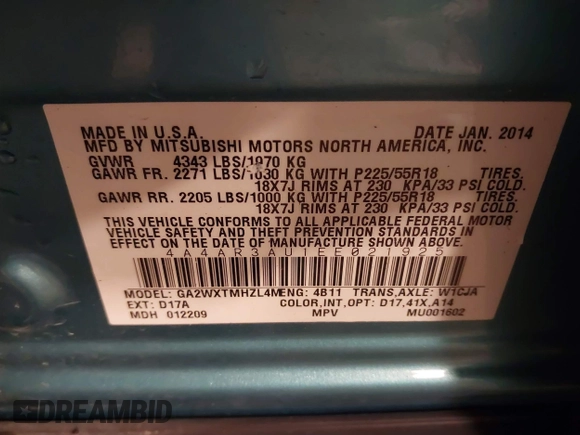 MADE IN U.S.A. DATE JAN. 2014
MFD BY MITSUBISHI MOTORS NORTH AMERICA, INC.
GVWR 4343 LBS/1970 KG
GAWR FR. 2271 LBS/1030 KG WITH P225/55R18 TIRES,
18X7J RIMS AT 230 KPA/33 PSI COLD.
GAWR RR. 2205 LBS/1000 KG WITH P225/55R18 TIRES,
18X7J RIMS AT 230 KPA/33 PSI COLD.
THIS VEHICLE CONFORMS TO ALL APPLICABLE FEDERAL MOTOR
VEHICLE SAFETY AND THEFT PREVENTION STANDARDS IN
EFFECT ON THE DATE OF MANUFACTURE SHOWN ABOVE.
4A4AR3AU1EE021925
MODEL: GA2WXTMHZL4M ENG: 4B11 TRANS,AXLE: W1CJA
EXT: D17A COLOR,INT,OPT: D17,41X,A14
MDH 012209 MPV MU001602
DREAMBID